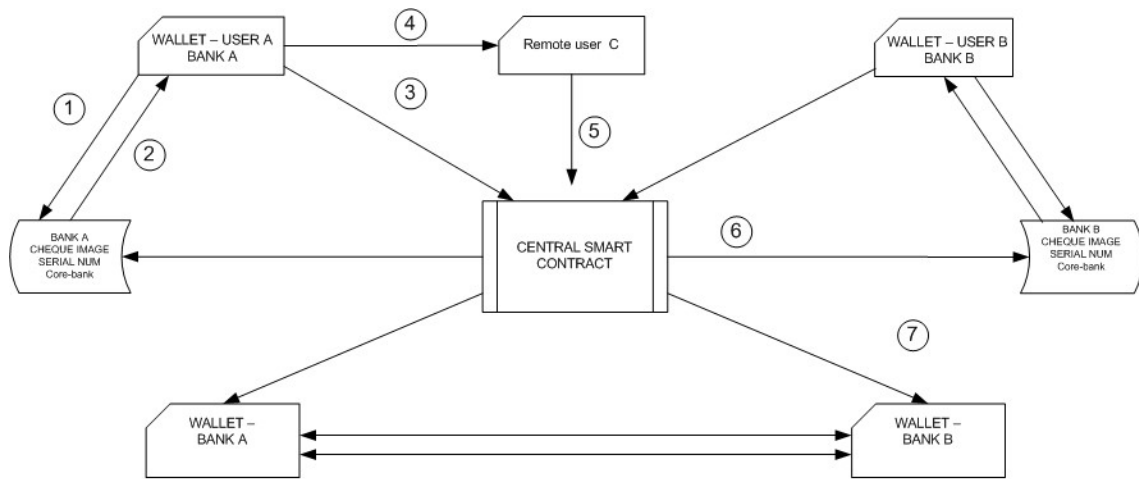 WALLET – USER A
BANK A
4
Remote user C
WALLET – USER B
BANK B
1
3
2
5
BANK A
CHEQUE IMAGE
SERIAL NUM
Core-bank
CENTRAL SMART
CONTRACT
6
BANK B
CHEQUE IMAGE
SERIAL NUM
Core-bank
7
WALLET –
BANK A
WALLET –
BANK B